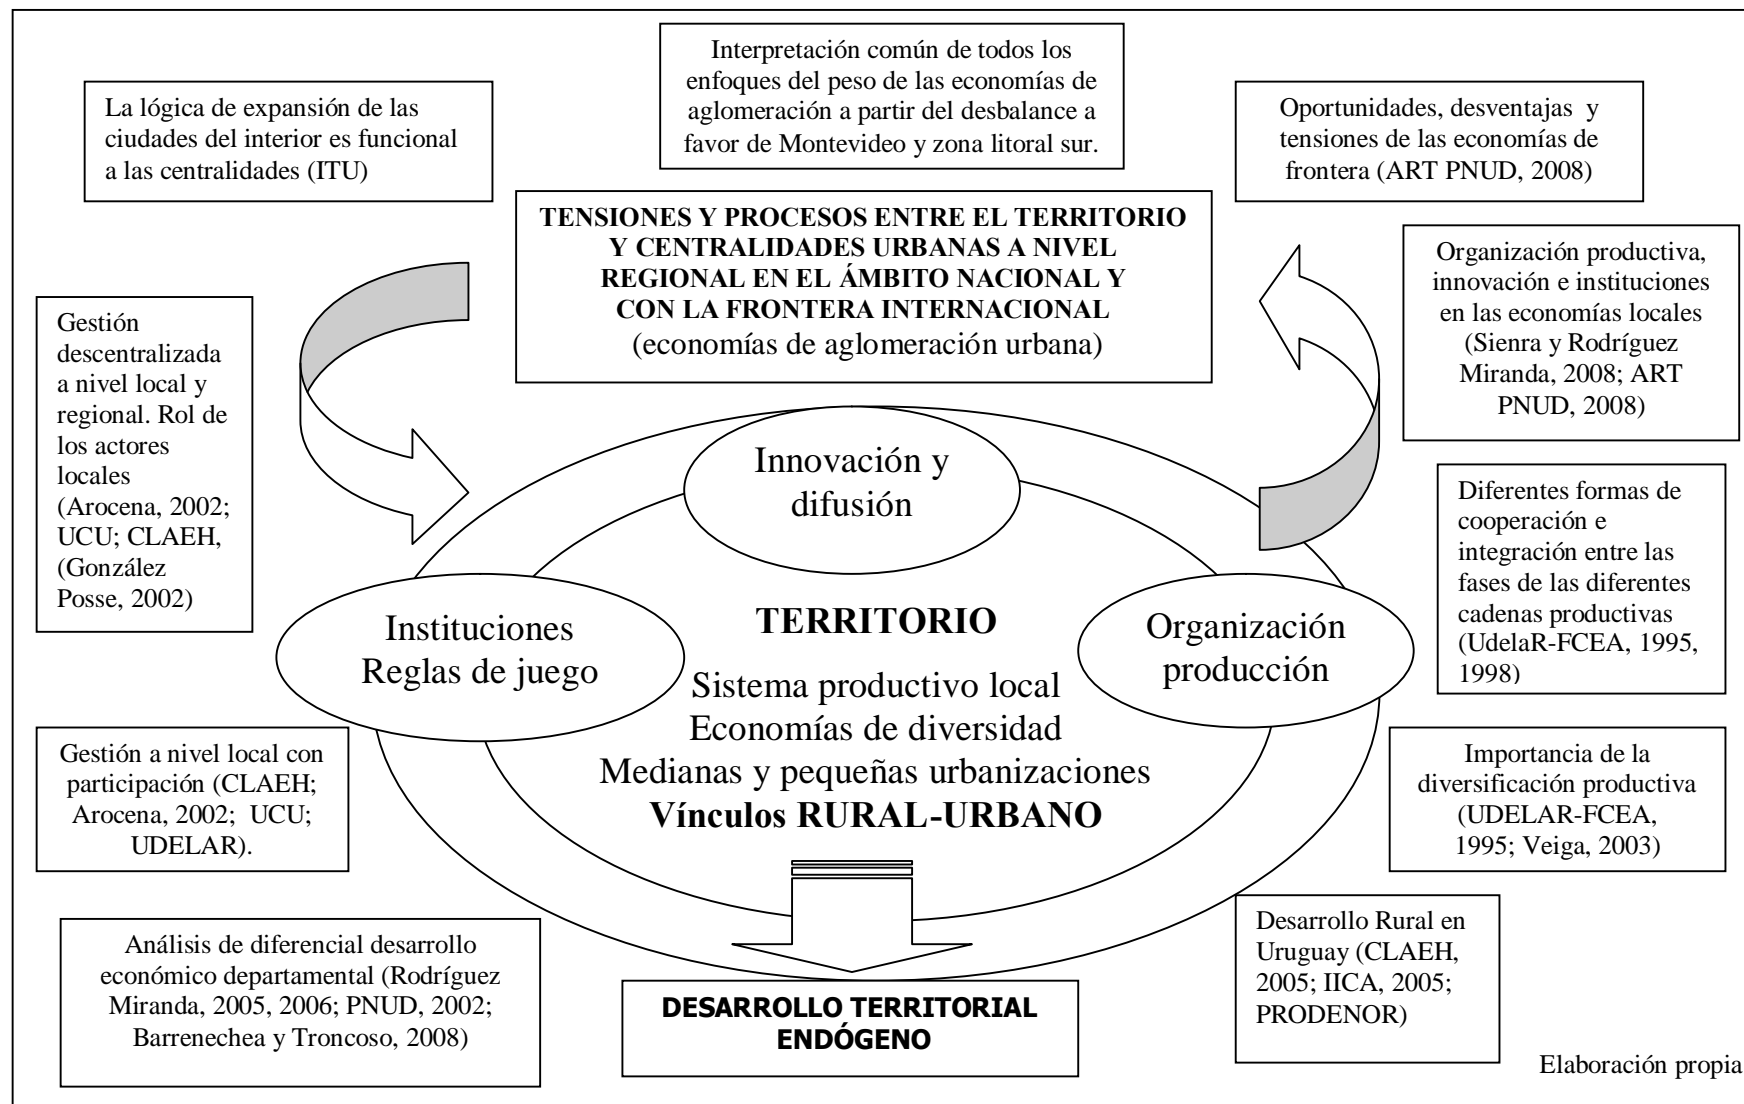 Interpretación común de todos los
enfoques del peso de las economías de
aglomeración a partir del desbalance a
favor de Montevideo y zona litoral sur.
La lógica de expansión de las
ciudades del interior es funcional
a las centralidades (ITU)
Oportunidades, desventajas y
tensiones de las economías de
frontera (ART PNUD, 2008)
TENSIONES Y PROCESOS ENTRE EL TERRITORIO
Y CENTRALIDADES URBANAS A NIVEL
REGIONAL EN EL ÁMBITO NACIONAL Y
CON LA FRONTERA INTERNACIONAL
(economías de aglomeración urbana)
Organización productiva,
innovación e instituciones
en las economías locales
(Sienra y Rodríguez
Miranda, 2008; ART
PNUD, 2008)
Gestión
descentralizada
a nivel local y
regional. Rol de
los actores
locales
(Arocena, 2002;
UCU; CLAEH,
(González
Posse, 2002)
Innovación y
difusión
Diferentes formas de
cooperación e
integración entre las
fases de las diferentes
cadenas productivas
(UdelaR-FCEA, 1995,
1998)
Instituciones
Reglas de juego
TERRITORIO
Sistema productivo local
Economías de diversidad
Medianas y pequeñas urbanizaciones
Vínculos RURAL-URBANO
Organización
producción
Gestión a nivel local con
participación (CLAEH;
Arocena, 2002; UCU;
UDELAR).
Importancia de la
diversificación productiva
(UDELAR-FCEA,
1995; Veiga, 2003)
Análisis de diferencial desarrollo
económico departamental (Rodríguez
Miranda, 2005, 2006; PNUD, 2002;
Barrenechea y Troncoso, 2008)
DESARROLLO TERRITORIAL
ENDÓGENO
Desarrollo Rural en
Uruguay (CLAEH,
2005; IICA, 2005;
PRODENOR)
Elaboración propia